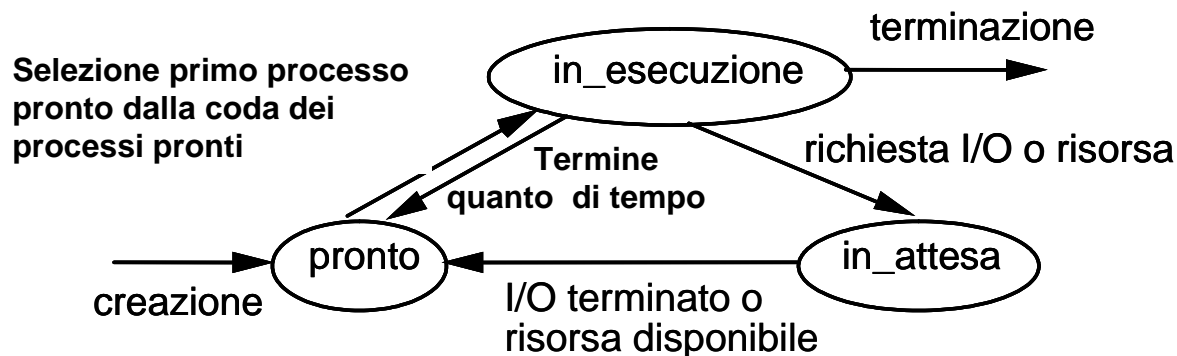 terminazione
in_esecuzione
Selezione primo processo
pronto dalla coda dei
processi pronti
richiesta I/O o risorsa
Termine
quanto di tempo
pronto
in_attesa
creazione
I/O terminato o
risorsa disponibile